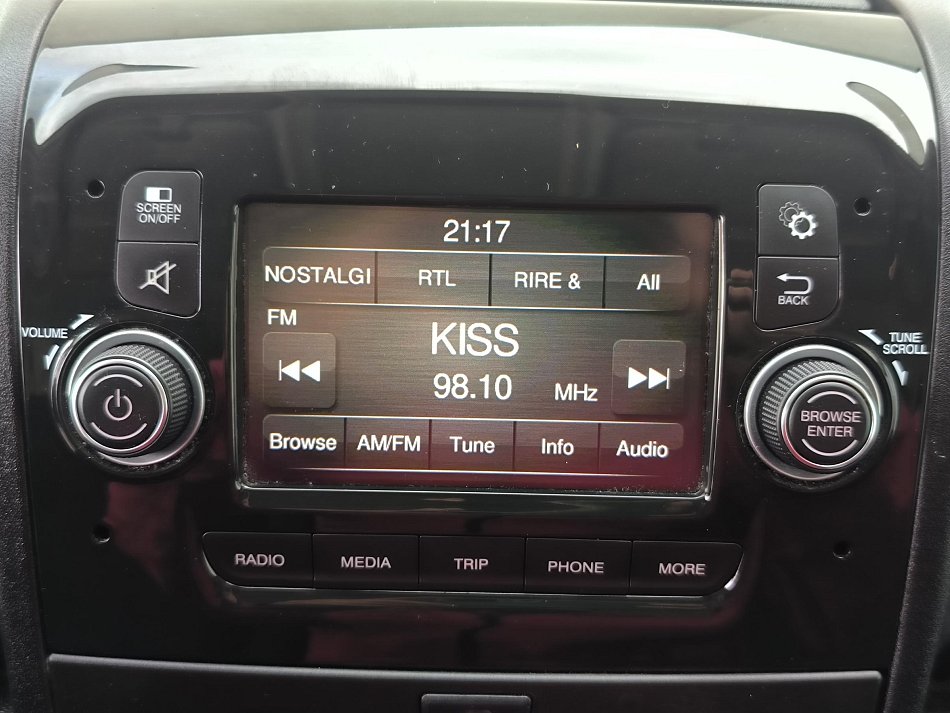 SCREEN
ON/OFF
21:17
NOSTALGI RTL RIRE & All
FM
KISS
98.10 MHz
Browse AM/FM Tune Info Audio
VOLUME
BACK
TUNE
SCROLL
BROWSE
ENTER
RADIO MEDIA TRIP PHONE MORE